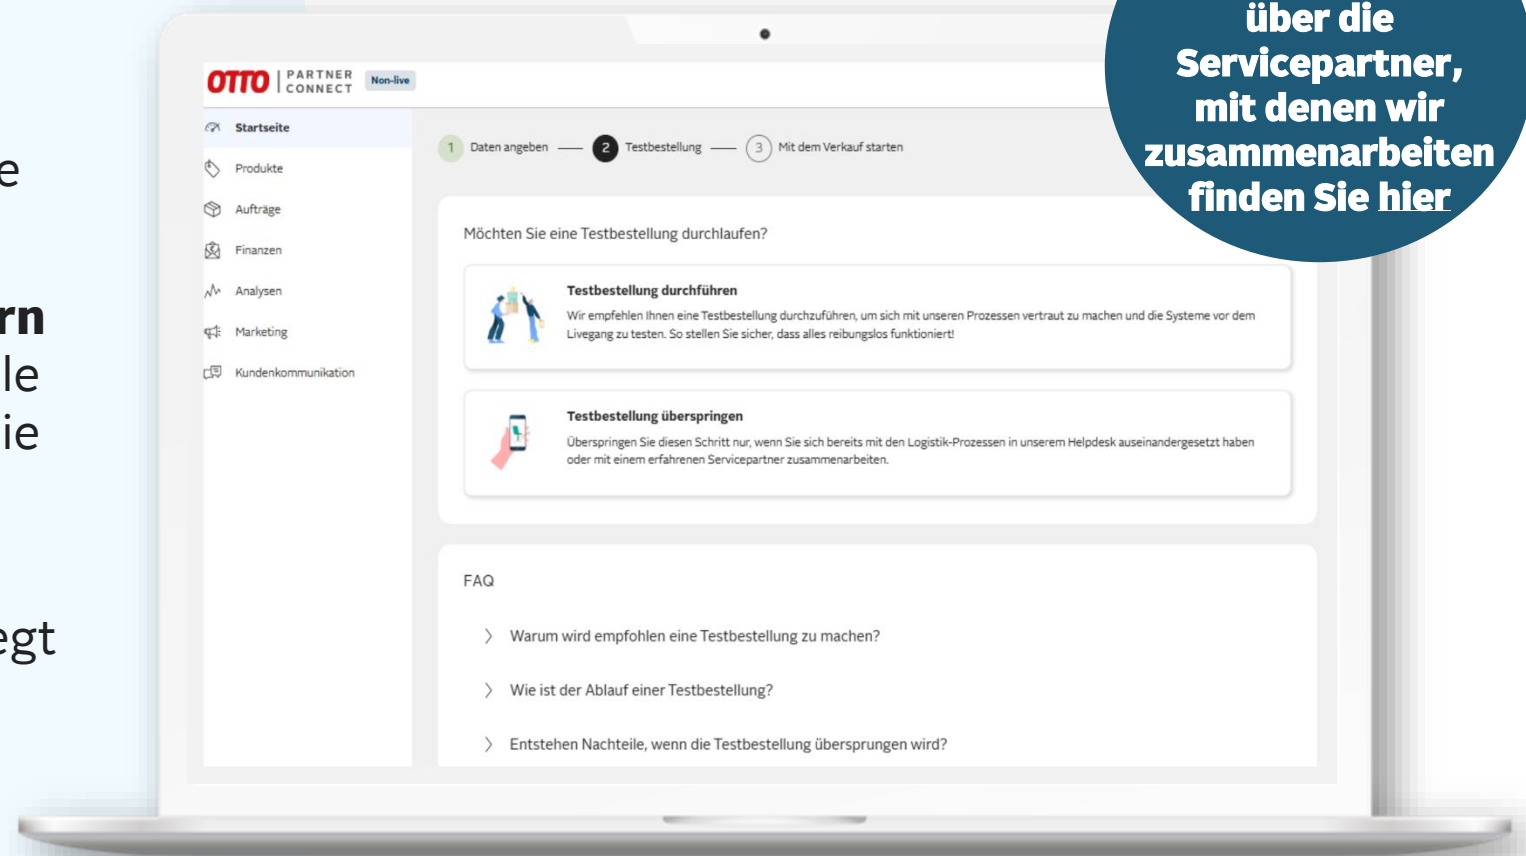 e
rn
le
ie
egt
OTTO | PARTNER CONNECT Non-live
Startseite
Produkte
Aufträge
Finanzen
Analysen
Marketing
Kundenkommunikation
1 Daten angeben
2 Testbestellung
3 Mit dem Verkauf starten
Möchten Sie eine Testbestellung durchlaufen?
Testbestellung durchführen
Wir empfehlen Ihnen eine Testbestellung durchzuführen, um sich mit unseren Prozessen vertraut zu machen und die Systeme vor dem
Livegang zu testen. So stellen Sie sicher, dass alles reibungslos funktioniert!
Testbestellung überspringen
Überspringen Sie diesen Schritt nur, wenn Sie sich bereits mit den Logistik-Prozessen in unserem Helpdesk auseinandergesetzt haben
oder mit einem erfahrenen Servicepartner zusammenarbeiten.
FAQ
Warum wird empfohlen eine Testbestellung zu machen?
Wie ist der Ablauf einer Testbestellung?
Entstehen Nachteile, wenn die Testbestellung übersprungen wird?
über die
Servicepartner,
mit denen wir
zusammenarbeiten
finden Sie hier